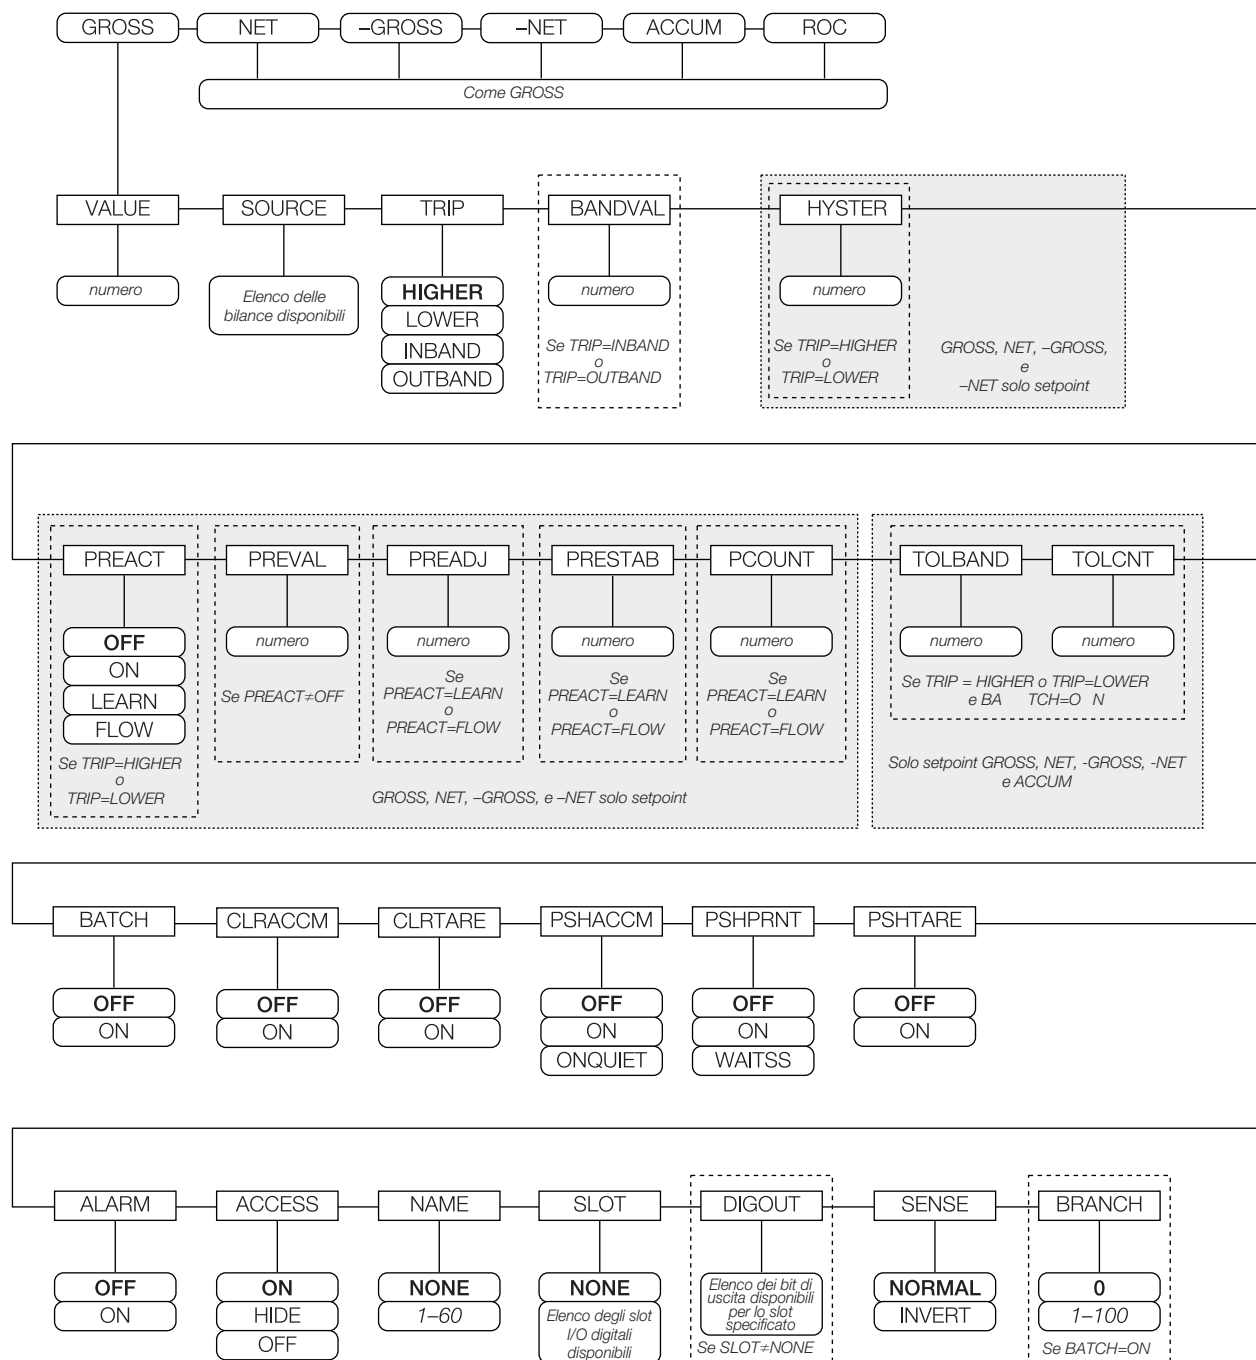 GROSS NET –GROSS –NET ACCUM ROC
Come GROSS
VALUE SOURCE TRIP BANDVAL HYSTER
numero
Elenco delle
bilance disponibili
HIGHER
LOWER
INBAND
OUTBAND
numero
Se TRIP=INBAND
o
TRIP=OUTBAND
numero
Se TRIP=HIGHER
o
TRIP=LOWER
GROSS, NET, –GROSS,
e
–NET solo setpoint
PREACT PREVAL PREADJ PRESTAB PCOUNT TOLBAND TOLCNT
OFF
ON
LEARN
FLOW
Se TRIP=HIGHER
o
TRIP=LOWER
numero
Se PREACT≠OFF
numero
Se
PREACT=LEARN
o
PREACT=FLOW
numero
Se
PREACT=LEARN
o
PREACT=FLOW
numero
Se
PREACT=LEARN
o
PREACT=FLOW
GROSS, NET, –GROSS, e –NET solo setpoint
numero
numero
Se TRIP = HIGHER o TRIP=LOWER
e BA TCH=O N
Solo setpoint GROSS, NET, -GROSS, -NET
e ACCUM
BATCH CLRACCM CLRTARE PSHACCM PSHPRNT PSHTARE
OFF
ON
OFF
ON
OFF
ON
OFF
ON
ONQUIET
OFF
ON
WAITSS
OFF
ON
ALARM ACCESS NAME SLOT DIGOUT SENSE BRANCH
OFF
ON
ON
HIDE
OFF
NONE
1–60
NONE
Elenco degli slot
I/O digitali
disponibili
Elenco dei bit di
uscita disponibili
per lo slot
specificato
Se SLOT≠NONE
NORMAL
INVERT
0
1–100
Se BATCH=ON